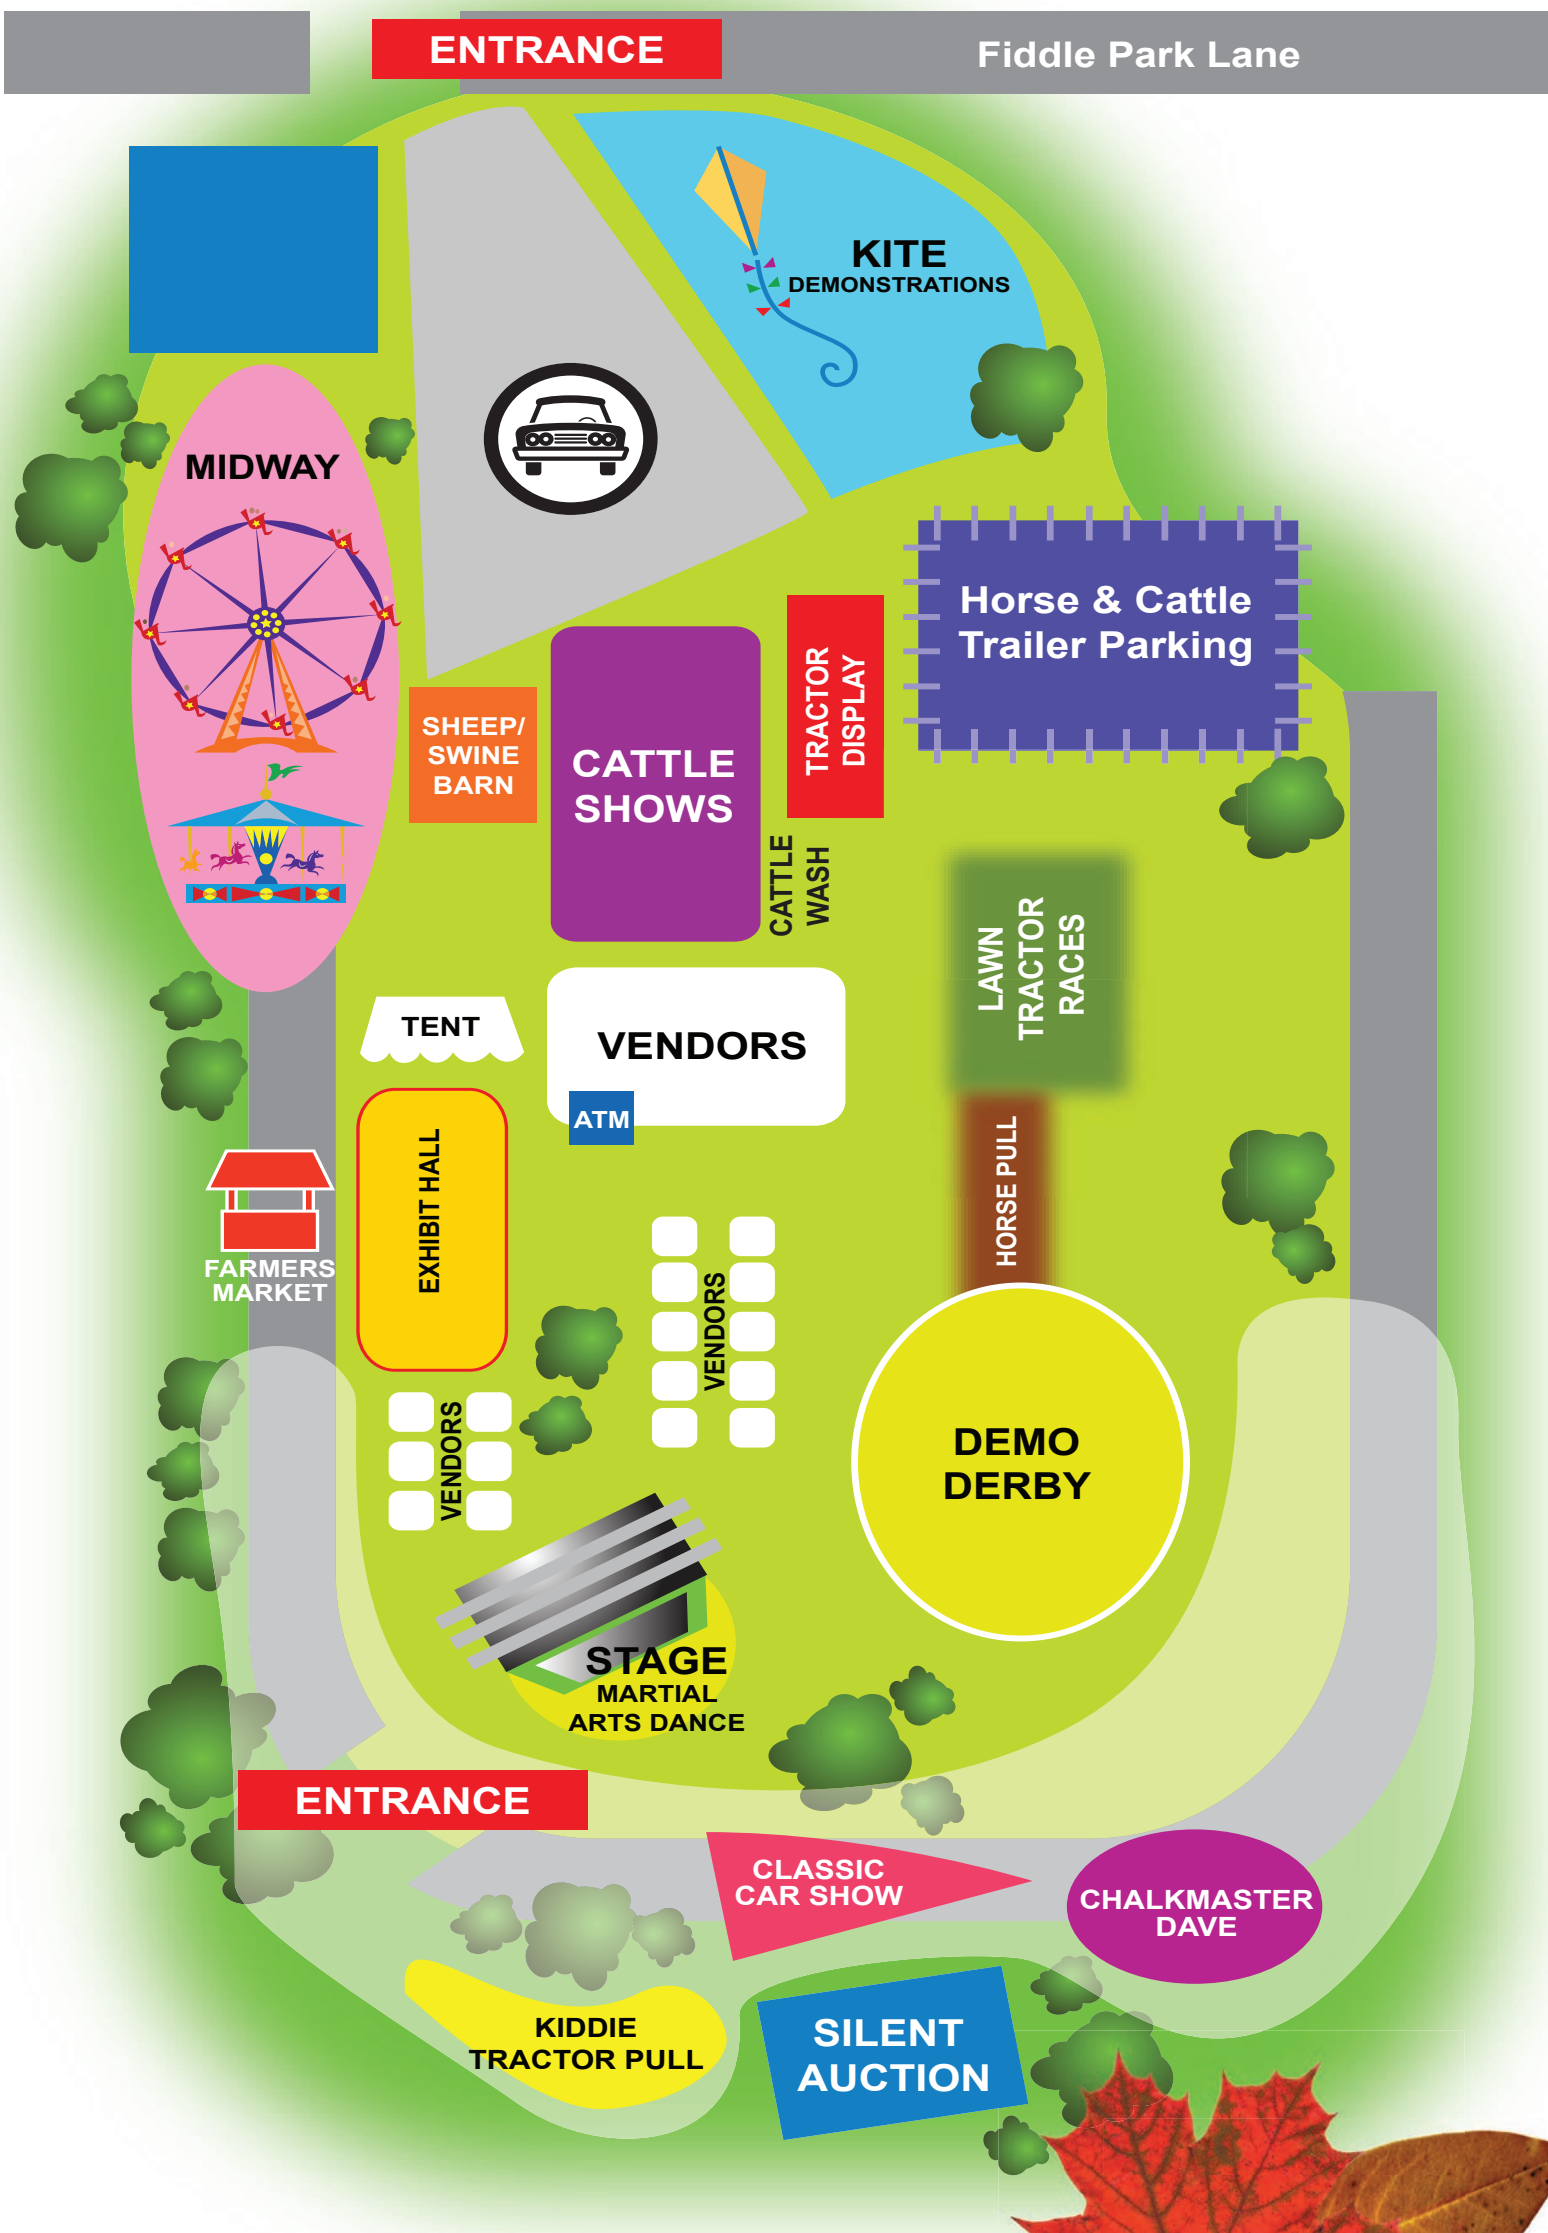 ENTRANCE
Fiddle Park Lane
KITE
DEMONSTRATIONS
MIDWAY
Horse & Cattle
Trailer Parking
TRACTOR
DISPLAY
SHEEP/
SWINE
BARN
CATTLE
SHOWS
CATTLE
WASH
LAWN
TRACTOR
RACES
TENT
VENDORS
ATM
EXHIBIT HALL
HORSE PULL
FARMERS
MARKET
VENDORS
VENDORS
DEMO
DERBY
STAGE
MARTIAL
ARTS DANCE
ENTRANCE
CLASSIC
CAR SHOW
CHALKMASTER
DAVE
KIDDIE
TRACTOR PULL
SILENT
AUCTION